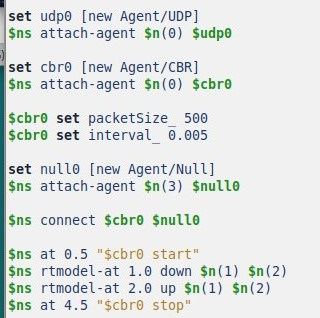 set udp0 [new Agent/UDP]
$ns attach-agent $n(0) $udp0
set cbr0 [new Agent/CBR]
$ns attach-agent $n(0) $cbr0
$cbr0 set packetSize_ 500
$cbr0 set interval_ 0.005
set null0 [new Agent/Null]
$ns attach-agent $n(3) $null0
$ns connect $cbr0 $null0
$ns at 0.5 "$cbr0 start"
$ns rtmodel-at 1.0 down $n(1) $n(2)
$ns rtmodel-at 2.0 up $n(1) $n(2)
$ns at 4.5 "$cbr0 stop"